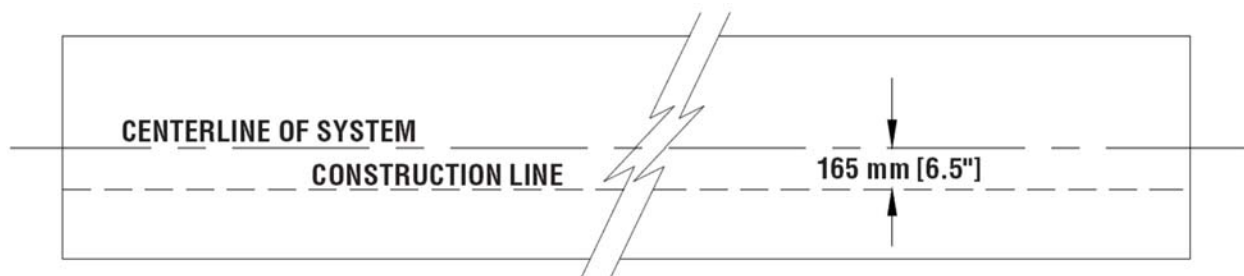 CENTERLINE OF SYSTEM
CONSTRUCTION LINE
165 mm [6.5"]